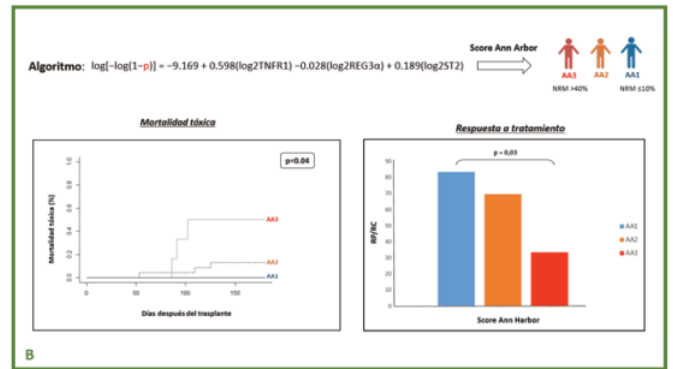 Score Ann Arbor
Algoritmo: log[−log(1−p)] = −9.169 + 0.598(log2TNFR1) −0.028(log2REG3α) + 0.189(log2ST2)
AA3 AA2 AA1
NRM >40% NRM ≤10%
Mortalidad tóxica
p=0.04
Mortalidad tóxica (%)
1.0
0.8
0.6
0.4
0.2
0.0
AA3
AA2
AA1
0 50 100 150
Días después del trasplante
Respuesta a tratamiento
p = 0,03
RP/RC
90
80
70
60
50
40
30
20
10
0
AA1
AA2
AA3
Score Ann Harbor
B